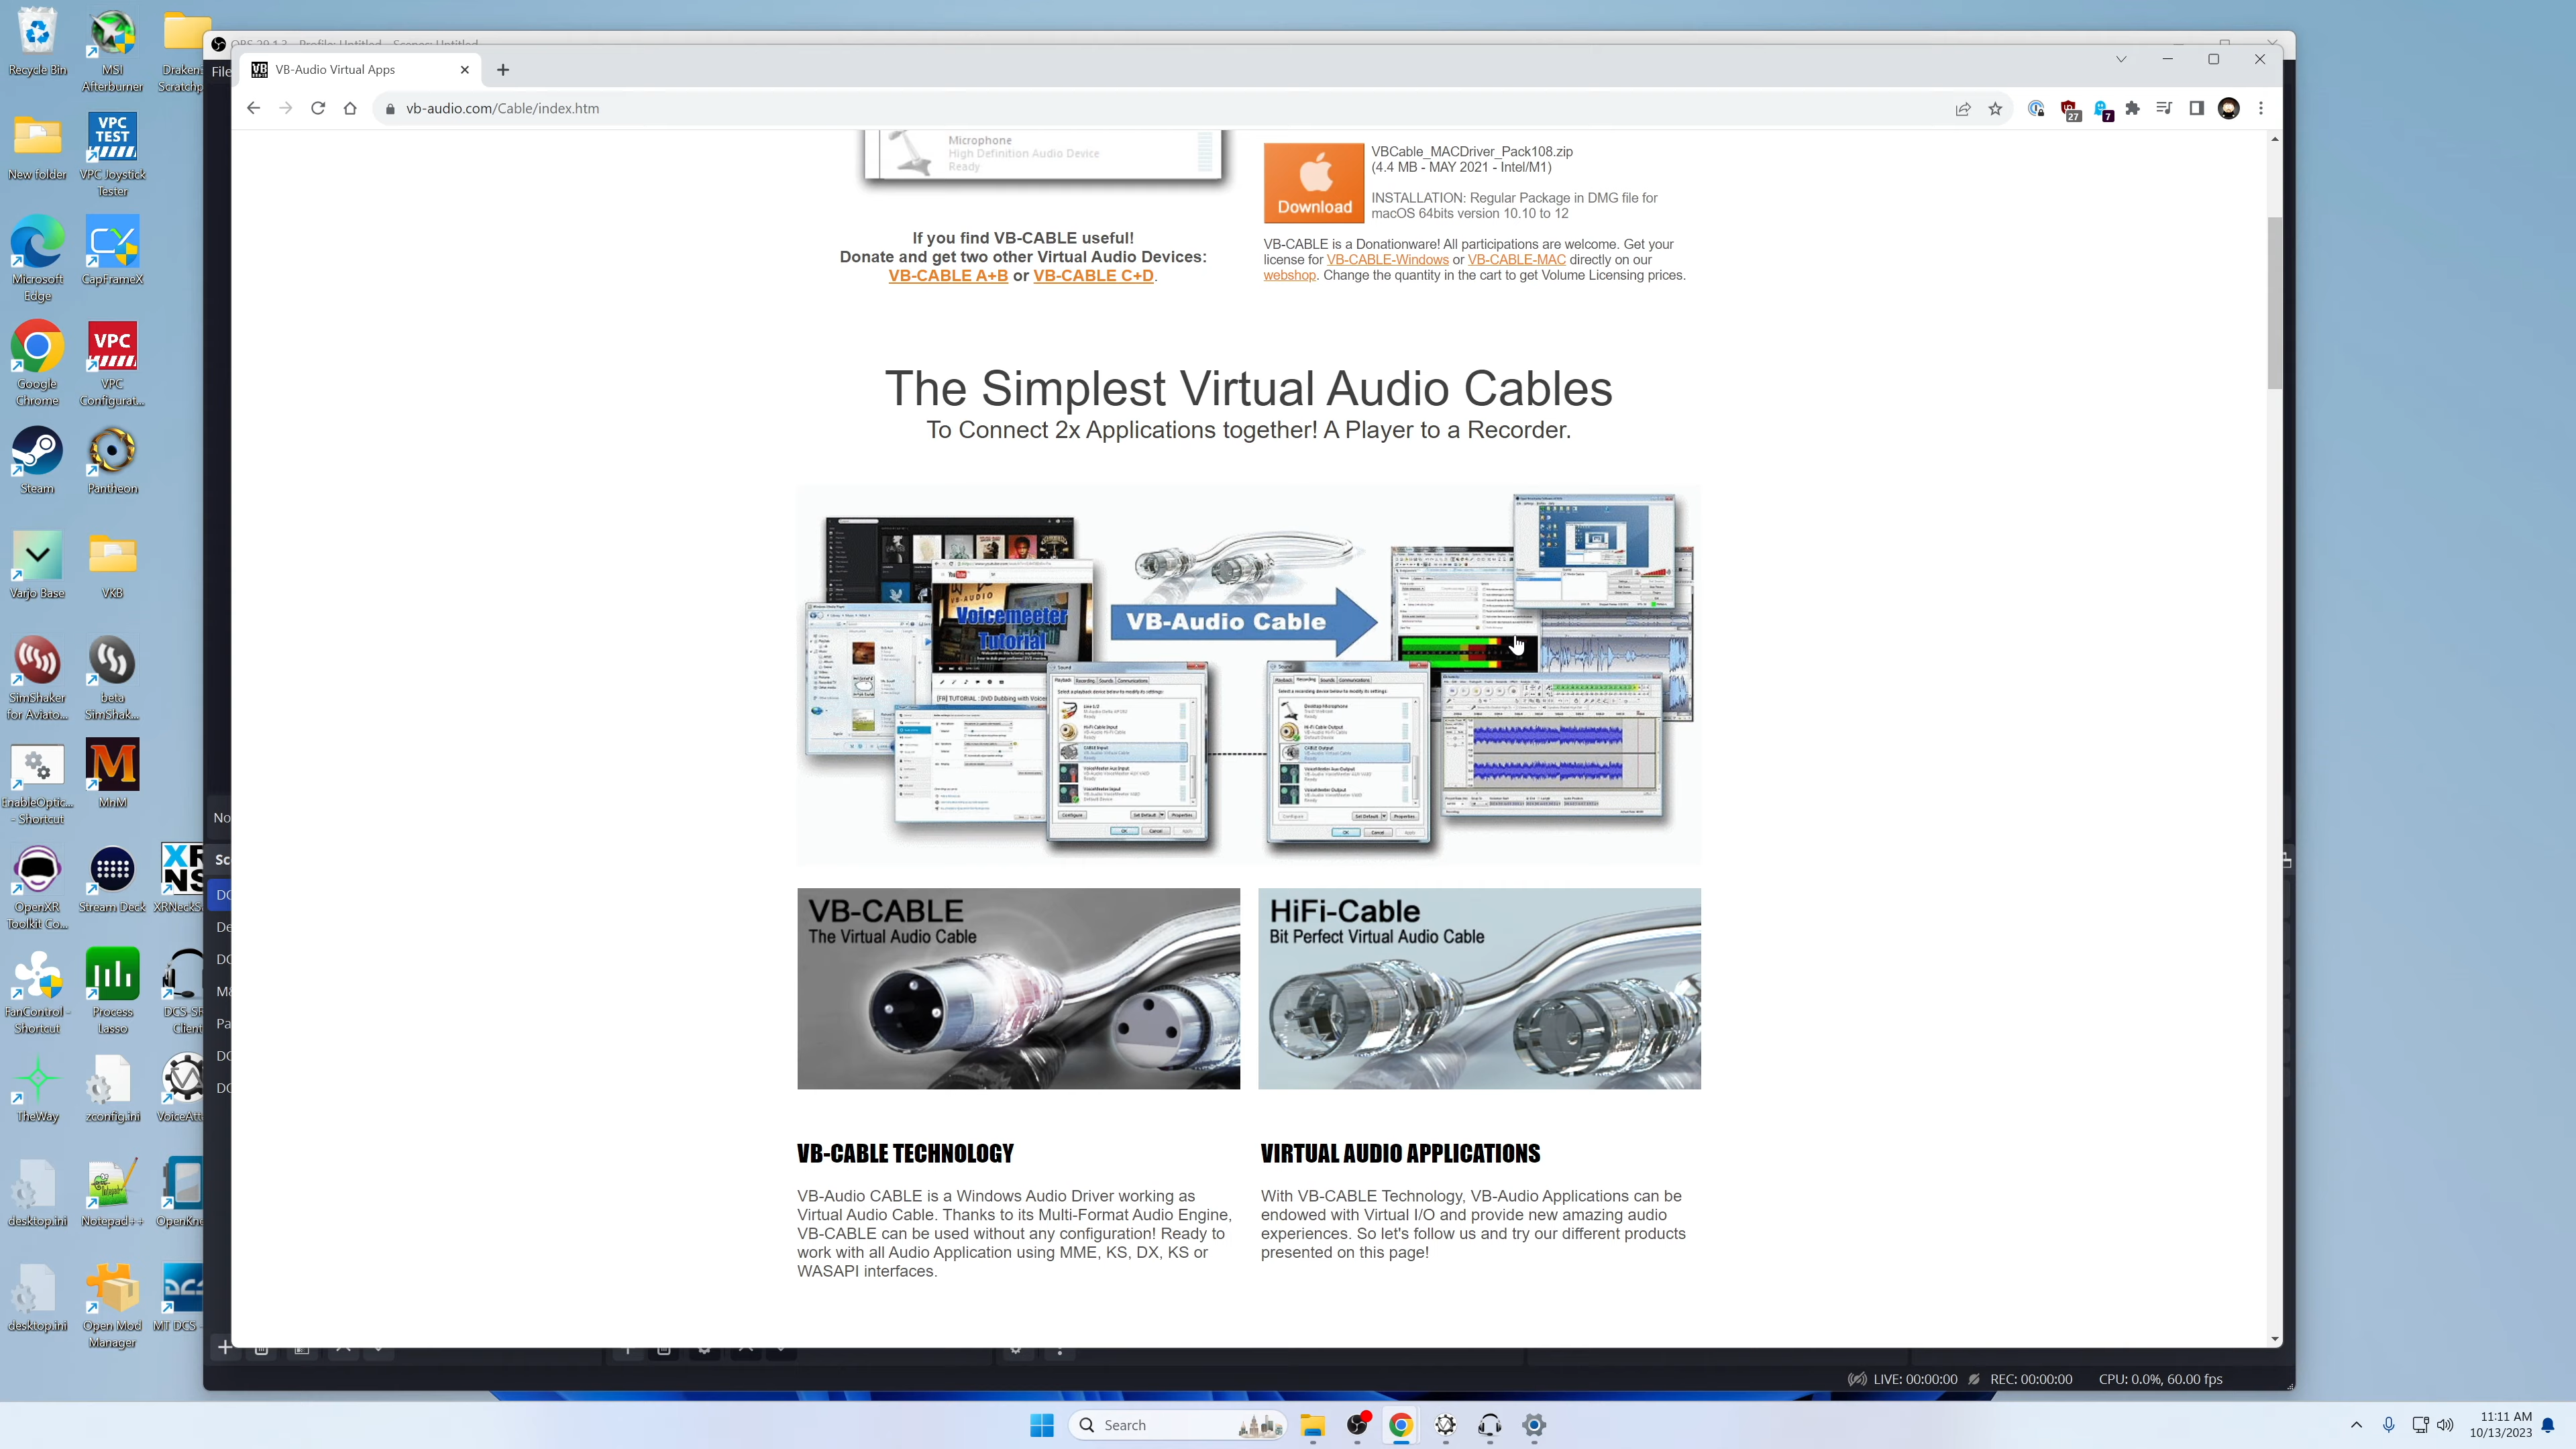 Recycle Bin
MSI
Afterburner
New folder
VPC
TEST
VPC Joystick
Tester
Microsoft
Edge
CapFrameX
Google
Chrome
VPC
VPC
Configurat...
Steam
Pantheon
Varjo Base
VKB
SimShaker
for Aviato...
beta
SimShak...
EnableOptic...
- Shortcut
MnM
OpenXR
Toolkit Co...
Stream Deck
FanControl -
Shortcut
Process
Lasso
Client
TheWay
zconfig.ini
desktop.ini
Notepad++
desktop.ini
Open Mod
Manager
MT DCS -
File
VB-Audio Virtual Apps
vb-audio.com/Cable/index.htm
27
7
Microphone
High Definition Audio Device
Ready
If you find VB-CABLE useful!
Donate and get two other Virtual Audio Devices:
VB-CABLE A+B or VB-CABLE C+D.
Download
VBCable_MACDriver_Pack108.zip
(4.4 MB - MAY 2021 - Intel/M1)
INSTALLATION: Regular Package in DMG file for
macOS 64bits version 10.10 to 12
VB-CABLE is a Donationware! All participations are welcome. Get your
license for VB-CABLE-Windows or VB-CABLE-MAC directly on our
webshop. Change the quantity in the cart to get Volume Licensing prices.
The Simplest Virtual Audio Cables
To Connect 2x Applications together! A Player to a Recorder.
VB-AUDIO
Voicemeeter
Tutorial
VB-Audio Cable
VB-CABLE
The Virtual Audio Cable
HiFi-Cable
Bit Perfect Virtual Audio Cable
VB-CABLE TECHNOLOGY
VB-Audio CABLE is a Windows Audio Driver working as
Virtual Audio Cable. Thanks to its Multi-Format Audio Engine,
VB-CABLE can be used without any configuration! Ready to
work with all Audio Application using MME, KS, DX, KS or
WASAPI interfaces.
VIRTUAL AUDIO APPLICATIONS
With VB-CABLE Technology, VB-Audio Applications can be
endowed with Virtual I/O and provide new amazing audio
experiences. So let's follow us and try our different products
presented on this page!
LIVE: 00:00:00
REC: 00:00:00
CPU: 0.0%, 60.00 fps
Search
11:11 AM
10/13/2023